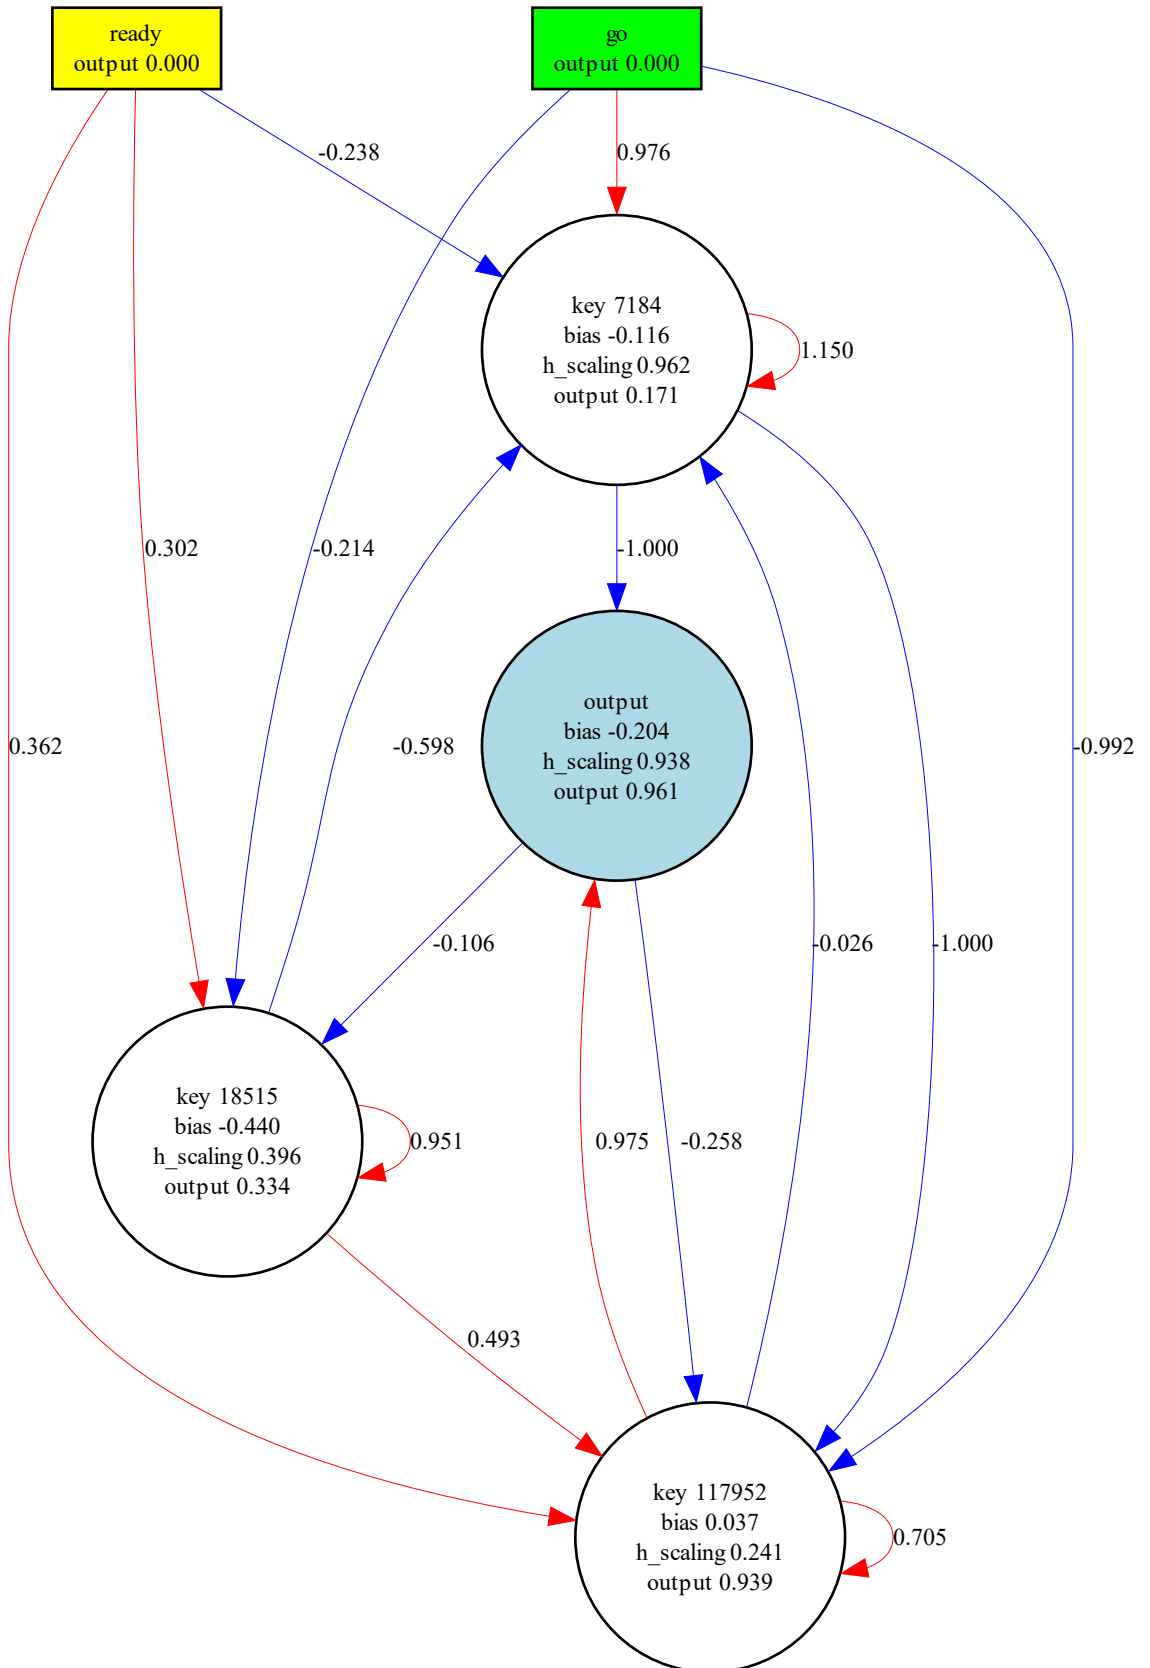 ready
output 0.000
go
output 0.000
-0.238
0.976
key 7184
bias -0.116
h_scaling 0.962
output 0.171
1.150
0.302
-0.214
-1.000
output
bias -0.204
h_scaling 0.938
output 0.961
0.362
-0.598
-0.992
-0.106
-0.026
-1.000
key 18515
bias -0.440
h_scaling 0.396
output 0.334
0.951
0.975
-0.258
0.493
key 117952
bias 0.037
h_scaling 0.241
output 0.939
0.705